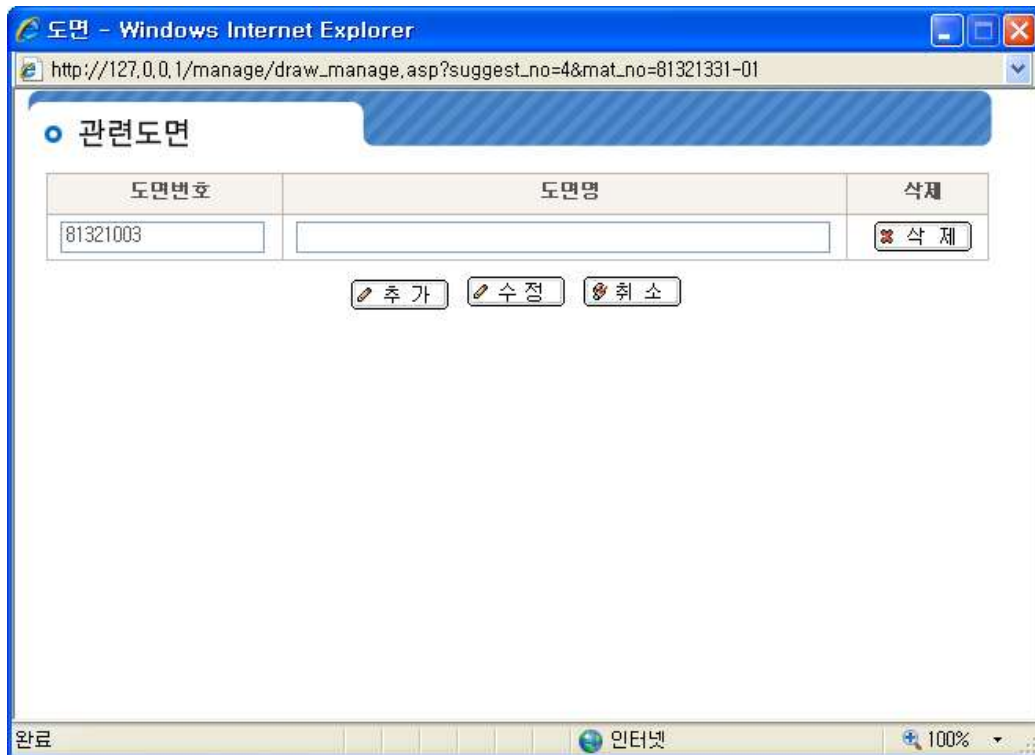 도면 - Windows Internet Explorer
http://127.0.0.1/manage/draw_manage.asp?suggest_no=4&mat_no=81321331-01
관련도면
도면번호 도면명 삭제
81321003 삭 제
추 가 수 정 취 소
완료 인터넷 100%